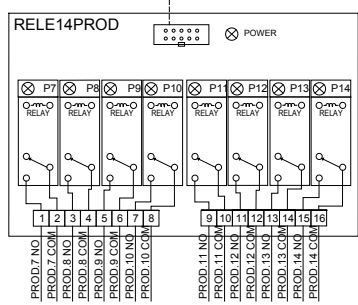 RELE14PROD
POWER
P7 P8 P9 P10 P11 P12 P13 P14
RELAY RELAY RELAY RELAY RELAY RELAY RELAY RELAY
1 2 3 4 5 6 7 8 9 10 11 12 13 14 15 16
PROD.7 NO
PROD.7 COM
PROD.8 NO
PROD.8 COM
PROD.9 NO
PROD.9 COM
PROD.10 NO
PROD.10 COM
PROD.11 NO
PROD.11 COM
PROD.12 NO
PROD.12 COM
PROD.13 NO
PROD.13 COM
PROD.14 NO
PROD.14 COM